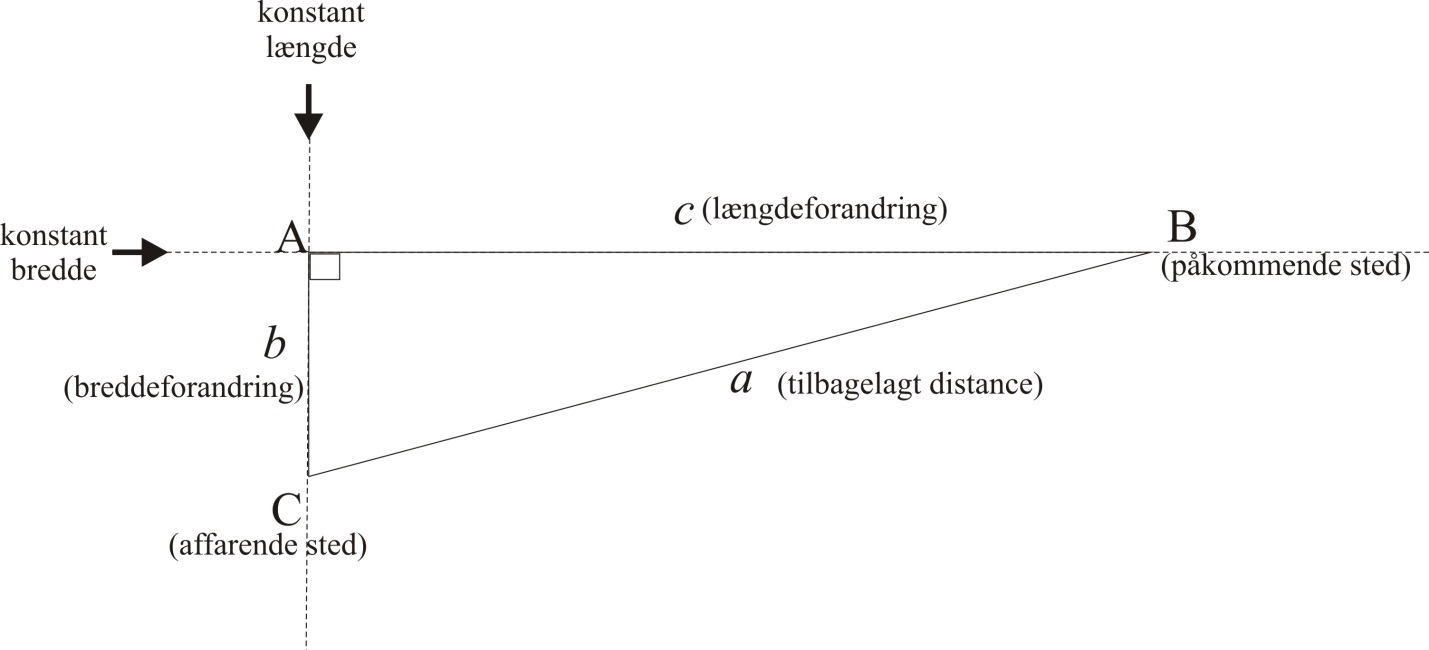 konstant
længde
c (længdeforandring)
A
B
konstant
bredde
(påkommende sted)
b
(breddeforandring)
a (tilbagelagt distance)
C
(affarende sted)